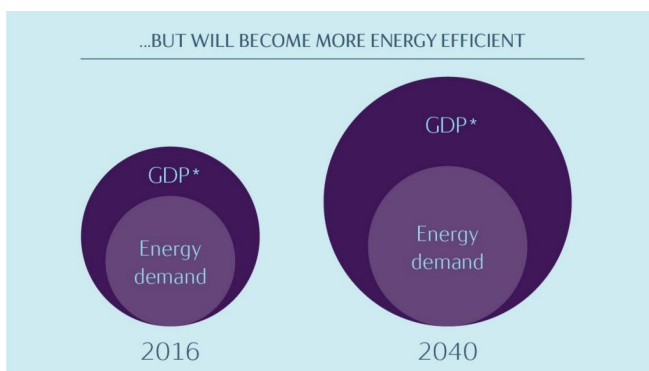 ...BUT WILL BECOME MORE ENERGY EFFICIENT
GDP*
Energy
demand
2016
GDP*
Energy
demand
2040